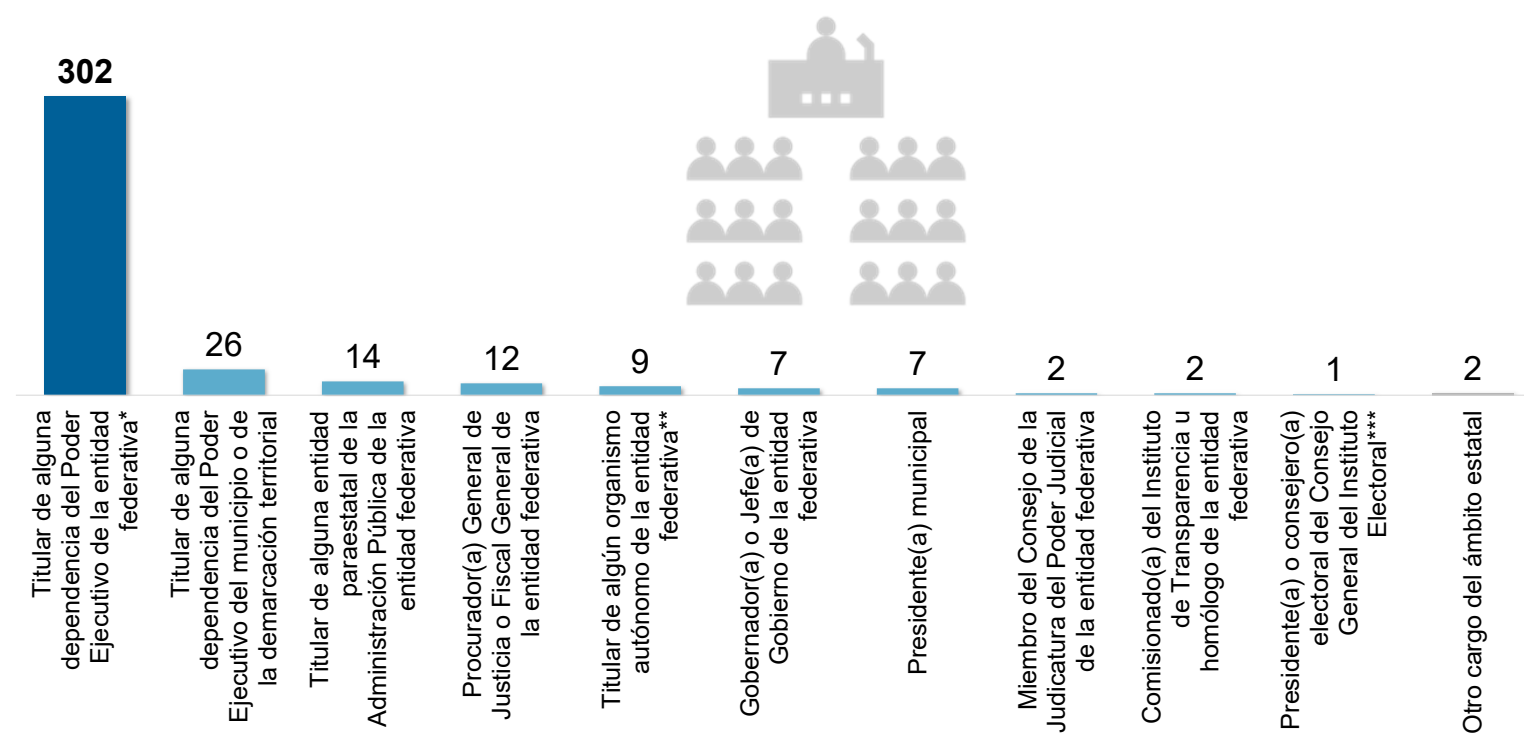 302
26
14
12
9
7
7
2
2
1
2
Titular de alguna
dependencia del Poder
Ejecutivo de la entidad
federativa*
Titular de alguna
dependencia del Poder
Ejecutivo del municipio o de
la demarcación territorial
Titular de alguna entidad
paraestatal de la
Administración Pública de la
entidad federativa
Procurador(a) General de
Justicia o Fiscal General de
la entidad federativa
Titular de algún organismo
autónomo de la entidad
federativa**
Gobernador(a) o Jefe(a) de
Gobierno de la entidad
federativa
Presidente(a) municipal
Miembro del Consejo de la
Judicatura del Poder Judicial
de la entidad federativa
Comisionado(a) del Instituto
de Transparencia u
homólogo de la entidad
federativa
Presidente(a) o consejero(a)
electoral del Consejo
General del Instituto
Electoral***
Otro cargo del ámbito estatal